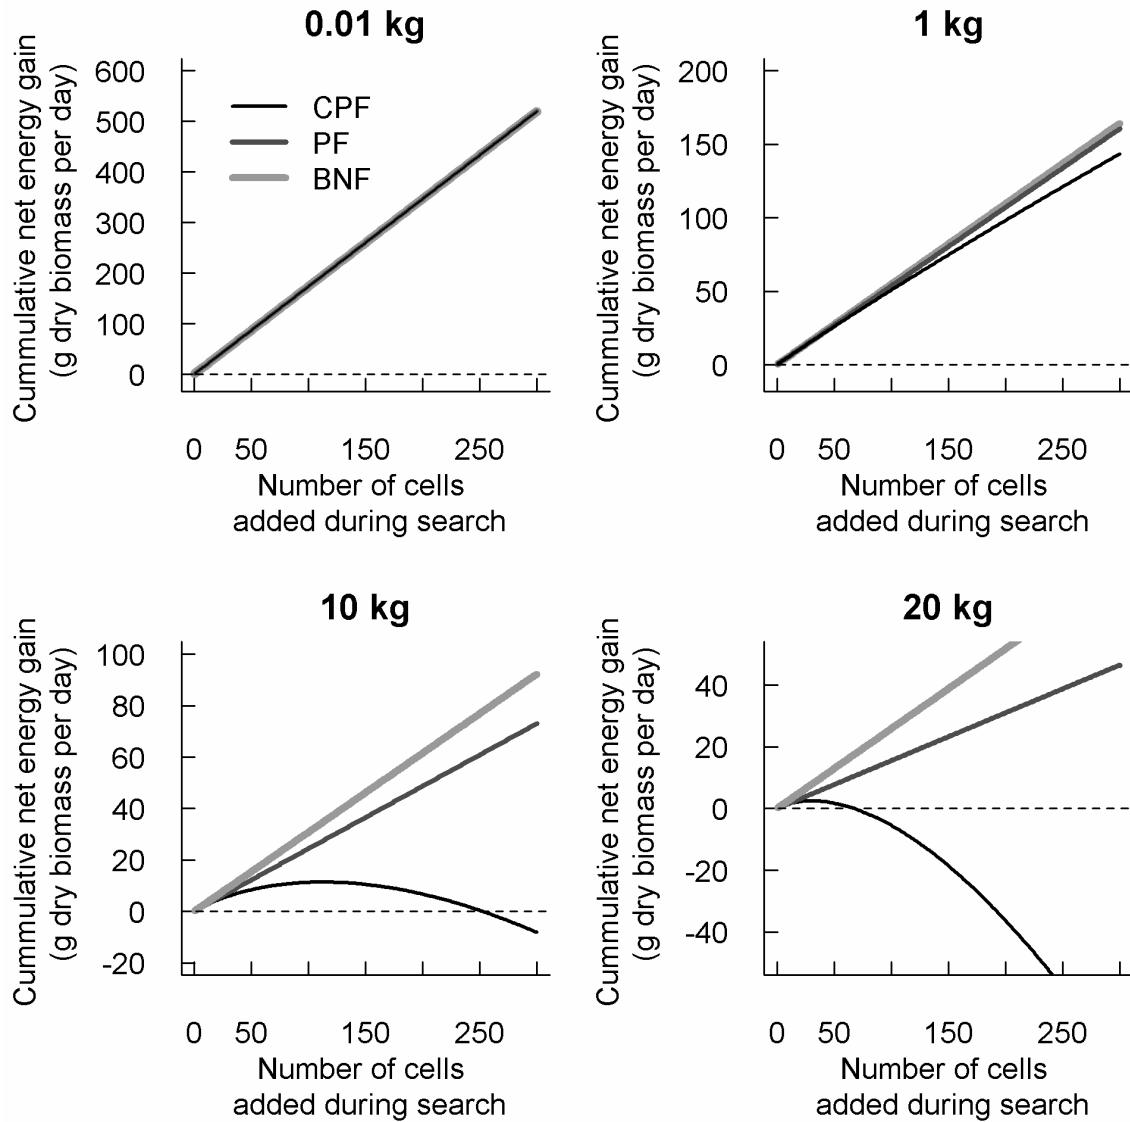 0.01 kg
Cummulative net energy gain
(g dry biomass per day)
600
500
400
300
200
100
0
CPF
PF
BNF
0 50 150 250
Number of cells
added during search
1 kg
Cummulative net energy gain
(g dry biomass per day)
200
150
100
50
0
0 50 150 250
Number of cells
added during search
10 kg
Cummulative net energy gain
(g dry biomass per day)
100
80
60
40
20
0
-20
0 50 150 250
Number of cells
added during search
20 kg
Cummulative net energy gain
(g dry biomass per day)
40
20
0
-20
-40
0 50 150 250
Number of cells
added during search